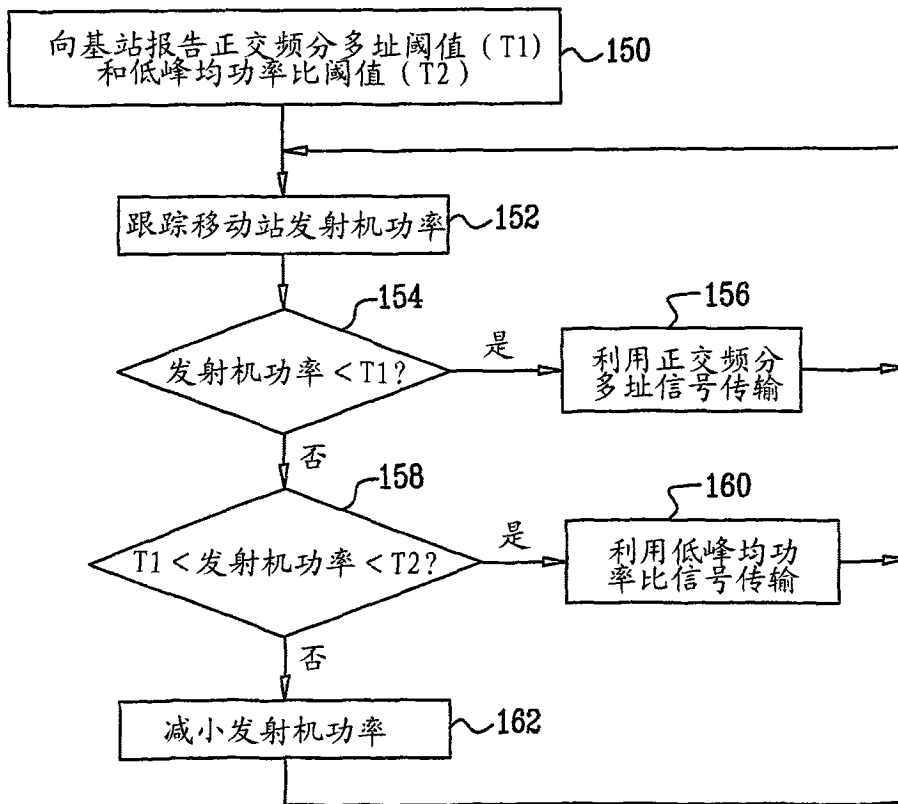 向基站报告正交频分多址阈值(T1)
和低峰均功率比阈值(T2)
150
跟踪移动站发射机功率
152
154
发射机功率<T1?
是
156
利用正交频分
多址信号传输
否
158
T1<发射机功率<T2?
是
160
利用低峰均功
率比信号传输
否
减小发射机功率
162